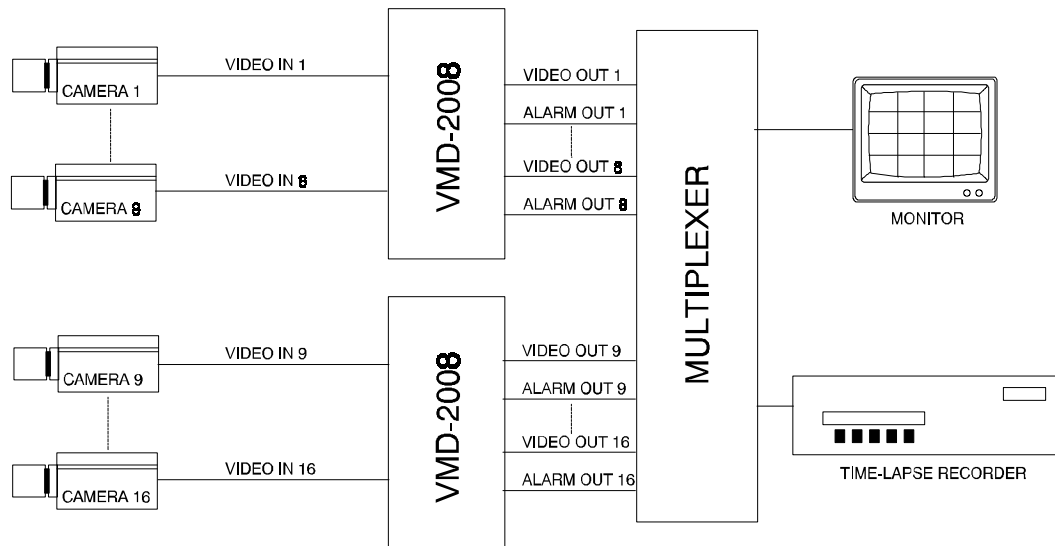 CAMERA 1
VIDEO IN 1
CAMERA 8
VIDEO IN 8
VMD-2008
VIDEO OUT 1
ALARM OUT 1
VIDEO OUT 8
ALARM OUT 8
CAMERA 9
VIDEO IN 9
CAMERA 16
VIDEO IN 16
VMD-2008
VIDEO OUT 9
ALARM OUT 9
VIDEO OUT 16
ALARM OUT 16
MULTIPLEXER
MONITOR
TIME-LAPSE RECORDER